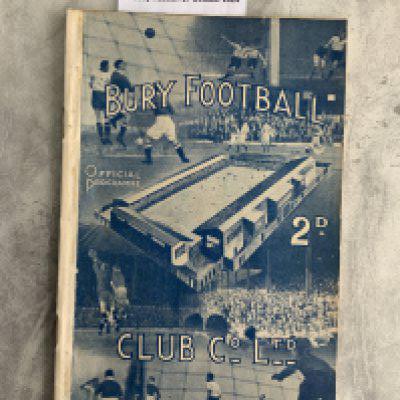 BURY FOOTBALL
OFFICIAL
PROGRAMME
2D
CLUB CO LTD